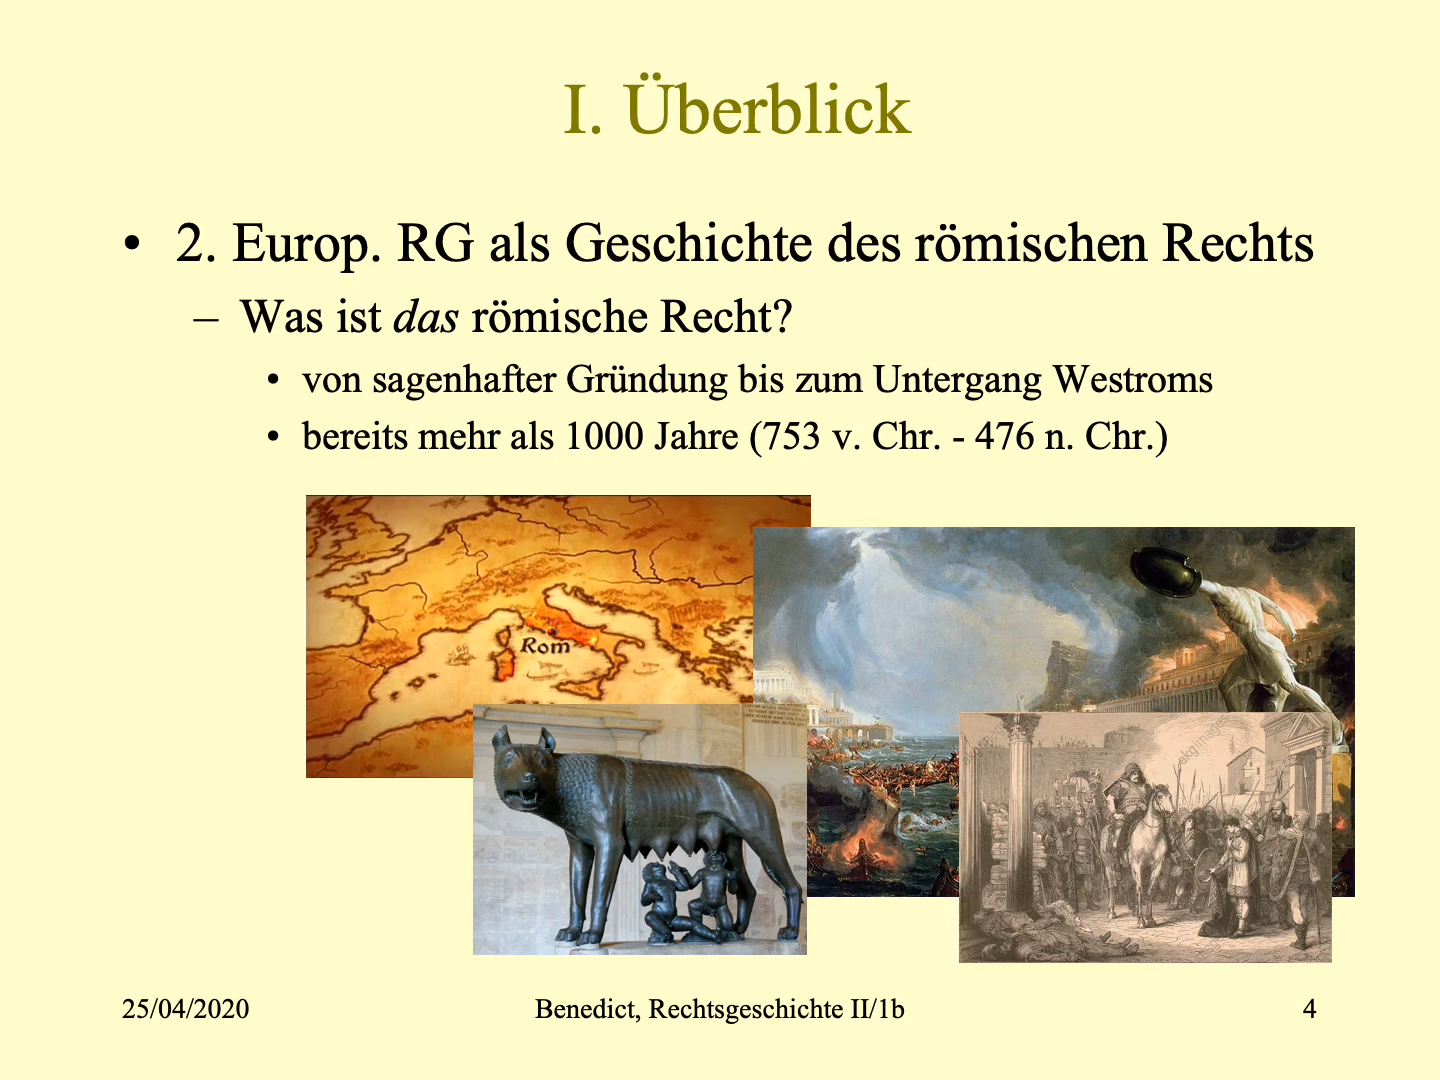 I. Überblick
• 2. Europ. RG als Geschichte des römischen Rechts
– Was ist das römische Recht?
• von sagenhafter Gründung bis zum Untergang Westroms
• bereits mehr als 1000 Jahre (753 v. Chr. - 476 n. Chr.)
Rom
25/04/2020
Benedict, Rechtsgeschichte II/1b
4